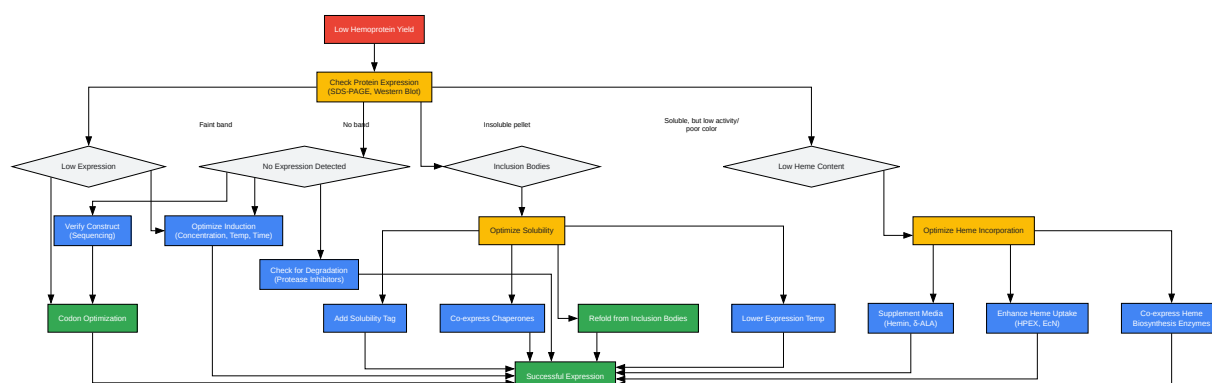 Low Hemoprotein Yield
Check Protein Expression
(SDS-PAGE, Western Blot)
Faint band
No band
Insoluble pellet
Soluble, but low activity/
poor color
Low Expression
No Expression Detected
Inclusion Bodies
Low Heme Content
Verify Construct
(Sequencing)
Optimize Induction
(Concentration, Temp, Time)
Optimize Solubility
Optimize Heme Incorporation
Check for Degradation
(Protease Inhibitors)
Codon Optimization
Add Solubility Tag
Co-express Chaperones
Refold from Inclusion Bodies
Lower Expression Temp
Supplement Media
(Hemin, δ-ALA)
Enhance Heme Uptake
(HPEX, EcN)
Co-express Heme
Biosynthesis Enzymes
Successful Expression